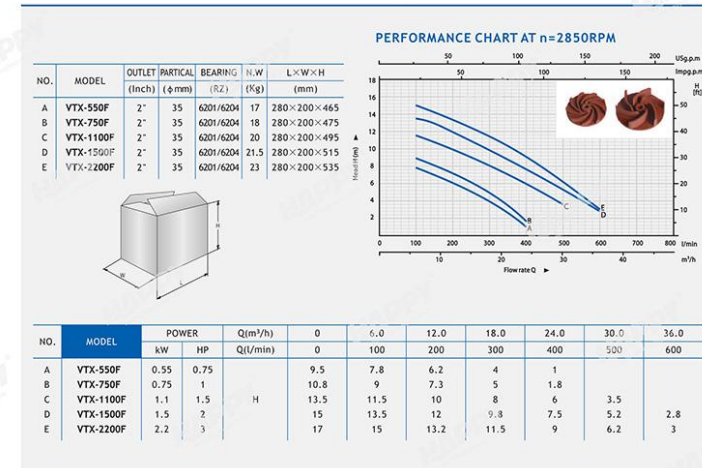 PERFORMANCE CHART AT n=2850RPM
NO. MODEL OUTLET PARTICAL BEARING N.W L×W×H
(Inch) (ϕmm) (RZ) (Kg) (mm)
A VTX-550F 2" 35 6201/6204 17 280×200×465
B VTX-750F 2" 35 6201/6204 18 280×200×475
C VTX-1100F 2" 35 6201/6204 20 280×200×495
D VTX-1500F 2" 35 6201/6204 21.5 280×200×515
E VTX-2200F 2" 35 6201/6204 23 280×200×535
50 100 150 200 USg.p.m
50 100 150 Impg.p.m
18
16
14
12
10
8
6
4
2
Head H(m)
H
[ft]
50
40
30
20
10
A
B
C
D
E
0 100 200 300 400 500 600 700 800 l/min
10 20 30 40 m³/h
Flow rate Q
H
W
L
NO. MODEL POWER Q(m³/h) 0 6.0 12.0 18.0 24.0 30.0 36.0
kW HP Q(l/min) 0 100 200 300 400 500 600
A VTX-550F 0.55 0.75 9.5 7.8 6.2 4 1
B VTX-750F 0.75 1 10.8 9 7.3 5 1.8
C VTX-1100F 1.1 1.5 H 13.5 11.5 10 8 6 3.5
D VTX-1500F 1.5 2 15 13.5 12 9.8 7.5 5.2 2.8
E VTX-2200F 2.2 3 17 15 13.2 11.5 9 6.2 3
HAPPY